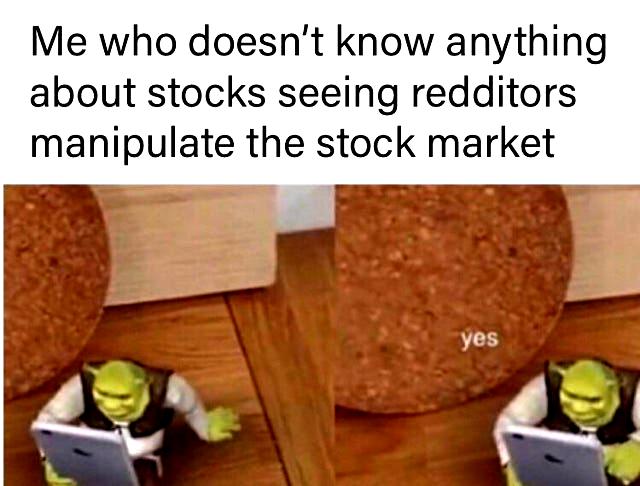 Me who doesn't know anything
about stocks seeing redditors
manipulate the stock market
yes